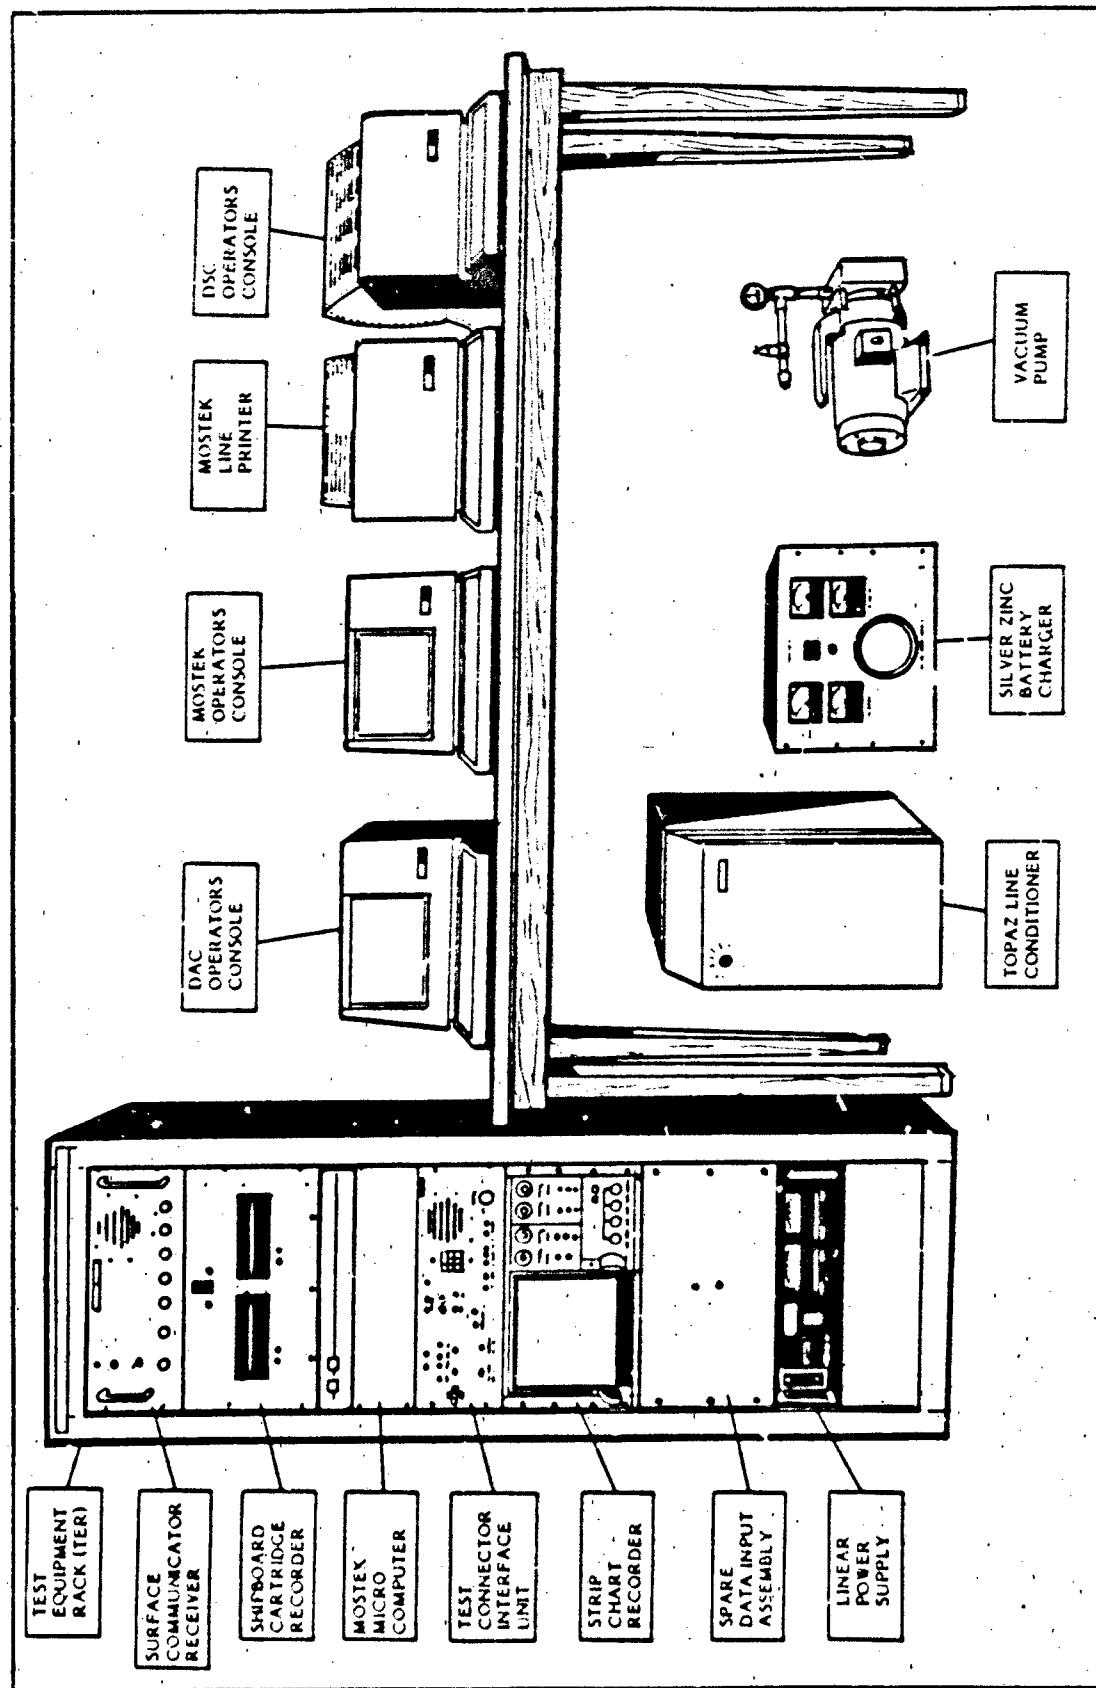 TEST
EQUIPMENT
RACK (TER)
SURFACE
COMMUNICATOR
RECEIVER
SHIPBOARD
CARTRIDGE
RECORDER
MOSTEK
MICRO
COMPUTER
TEST
CONNECTOR
INTERFACE
UNIT
STRIP
CHART
RECORDER
SPARE
DATA INPUT
ASSEMBLY
LINEAR
POWER
SUPPLY
DAC
OPERATORS
CONSOLE
MOSTEK
OPERATORS
CONSOLE
MOSTEK
LINE
PRINTER
DSC
OPERATORS
CONSOLE
TOPAZ LINE
CONDITIONER
SILVER ZINC
BATTERY
CHARGER
VACUUM
PUMP